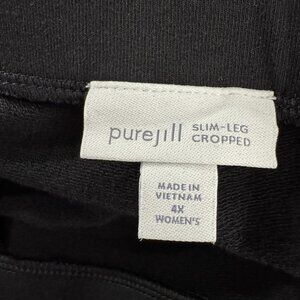 purejill SLIM-LEG
CROPPED
MADE IN
VIETNAM
4X
WOMEN'S